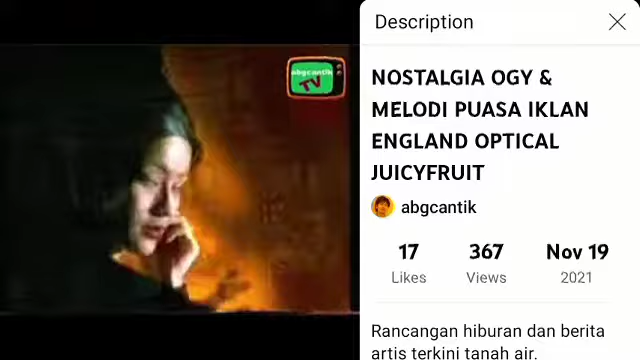 abgcantik
TV
Description
NOSTALGIA OGY &
MELODI PUASA IKLAN
ENGLAND OPTICAL
JUICYFRUIT
abgcantik
17
367
Nov 19
Likes
Views
2021
Rancangan hiburan dan berita
artis terkini tanah air.